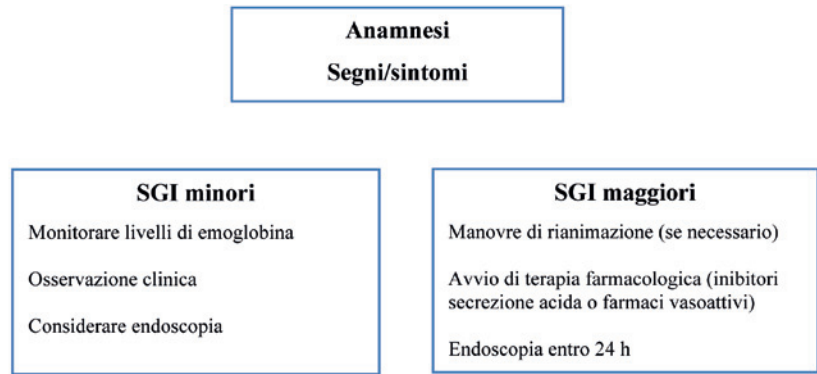 Anamnesi
Segni/sintomi
SGI minori
Monitorare livelli di emoglobina
Osservazione clinica
Considerare endoscopia
SGI maggiori
Manovre di rianimazione (se necessario)
Avvio di terapia farmacologica (inibitori
secrezione acida o farmaci vasoattivi)
Endoscopia entro 24 h